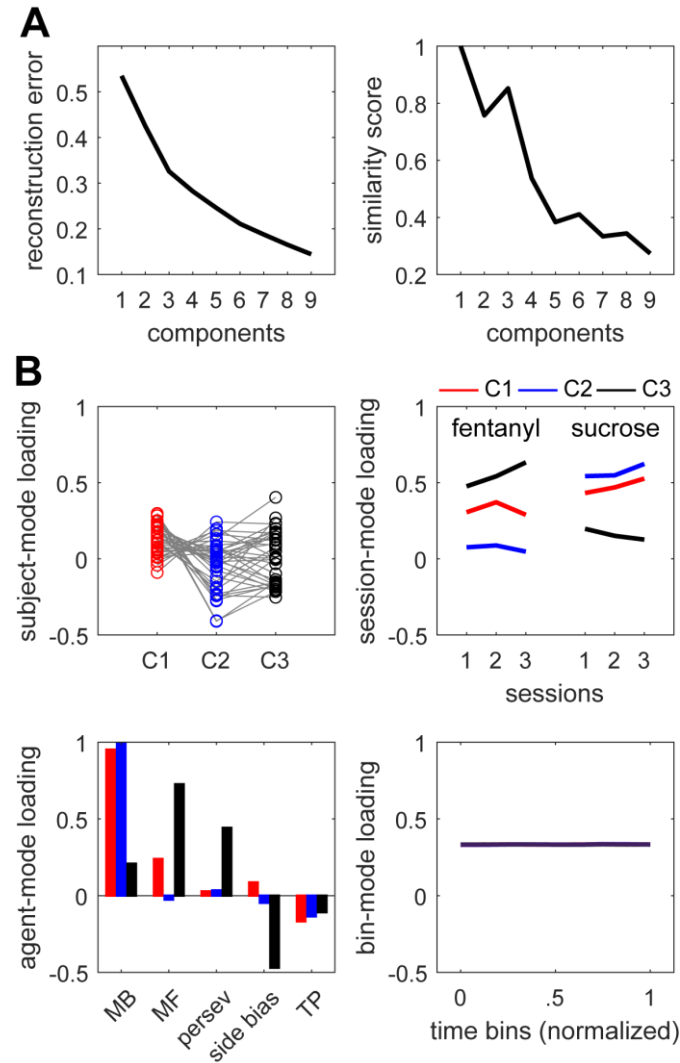 A
reconstruction error
0.5
0.4
0.3
0.2
0.1
1 2 3 4 5 6 7 8 9
components
similarity score
1
0.8
0.6
0.4
0.2
1 2 3 4 5 6 7 8 9
components
B
C1 C2 C3
subject-mode loading
1
0.5
0
-0.5
C1 C2 C3
session-mode loading
1
0.5
0
-0.5
fentanyl sucrose
1 2 3 1 2 3
sessions
agent-mode loading
1
0.5
0
-0.5
MB MF persev side bias TP
bin-mode loading
1
0.5
0
-0.5
0 .5 1
time bins (normalized)